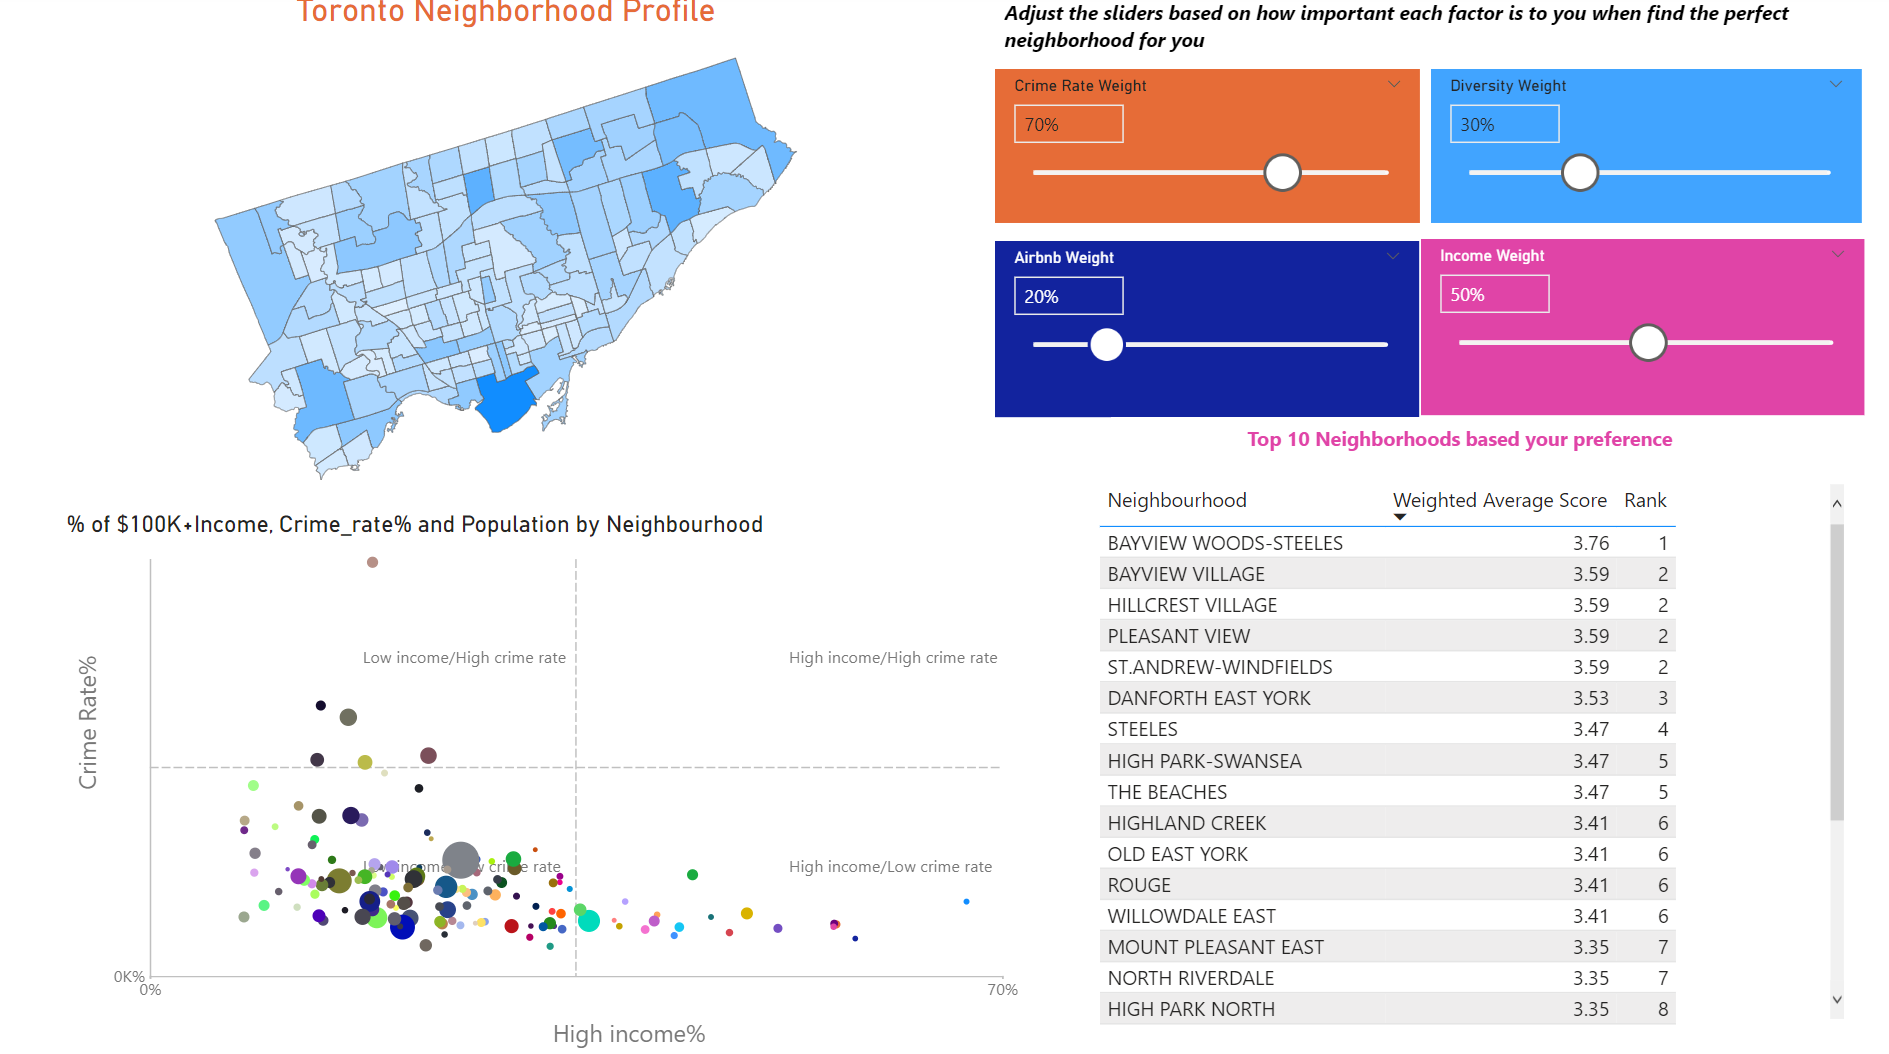 Toronto Neighborhood Profile
Adjust the sliders based on how important each factor is to you when find the perfect
neighborhood for you
Crime Rate Weight
70%
Diversity Weight
30%
Airbnb Weight
20%
Income Weight
50%
Top 10 Neighborhoods based your preference
Neighbourhood Weighted Average Score Rank
BAYVIEW WOODS-STEELES 3.76 1
BAYVIEW VILLAGE 3.59 2
HILLCREST VILLAGE 3.59 2
PLEASANT VIEW 3.59 2
ST.ANDREW-WINDFIELDS 3.59 2
DANFORTH EAST YORK 3.53 3
STEELES 3.47 4
HIGH PARK-SWANSEA 3.47 5
THE BEACHES 3.47 5
HIGHLAND CREEK 3.41 6
OLD EAST YORK 3.41 6
ROUGE 3.41 6
WILLOWDALE EAST 3.41 6
MOUNT PLEASANT EAST 3.35 7
NORTH RIVERDALE 3.35 7
HIGH PARK NORTH 3.35 8
% of $100K+Income, Crime_rate% and Population by Neighbourhood
Crime Rate%
Low income/High crime rate
High income/High crime rate
Low income/Low crime rate
High income/Low crime rate
0K%
0%
70%
High income%